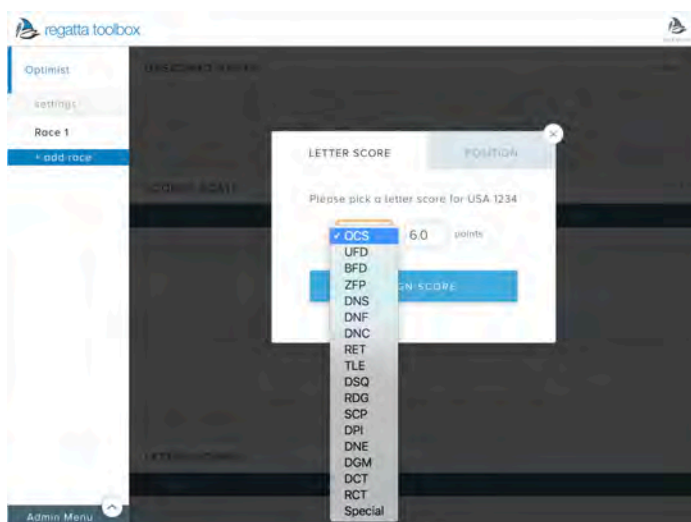 regatta toolbox
Optimist
settings
Race 1
+ add race
Admin Menu
LETTER SCORE
POSITION
Please pick a letter score for USA 1234
✓ OCS
6.0
points
UFD
BFD
ZFP
DNS
DNF
DNC
RET
TLE
DSQ
RDG
SCP
DPI
DNE
DGM
DCT
RCT
Special
SCORE